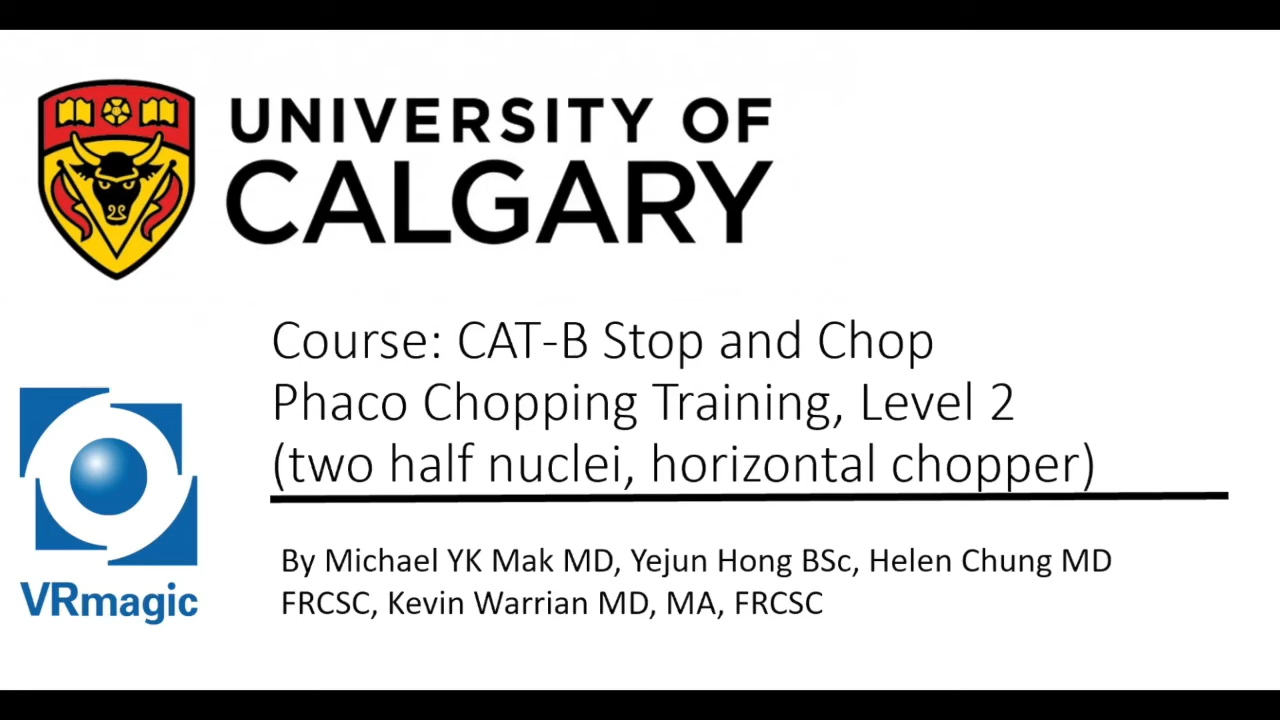 UNIVERSITY OF
CALGARY
Course: CAT-B Stop and Chop
Phaco Chopping Training, Level 2
(two half nuclei, horizontal chopper)
By Michael YK Mak MD, Yejun Hong BSc, Helen Chung MD
FRCSC, Kevin Warrian MD, MA, FRCSC
VRmagic